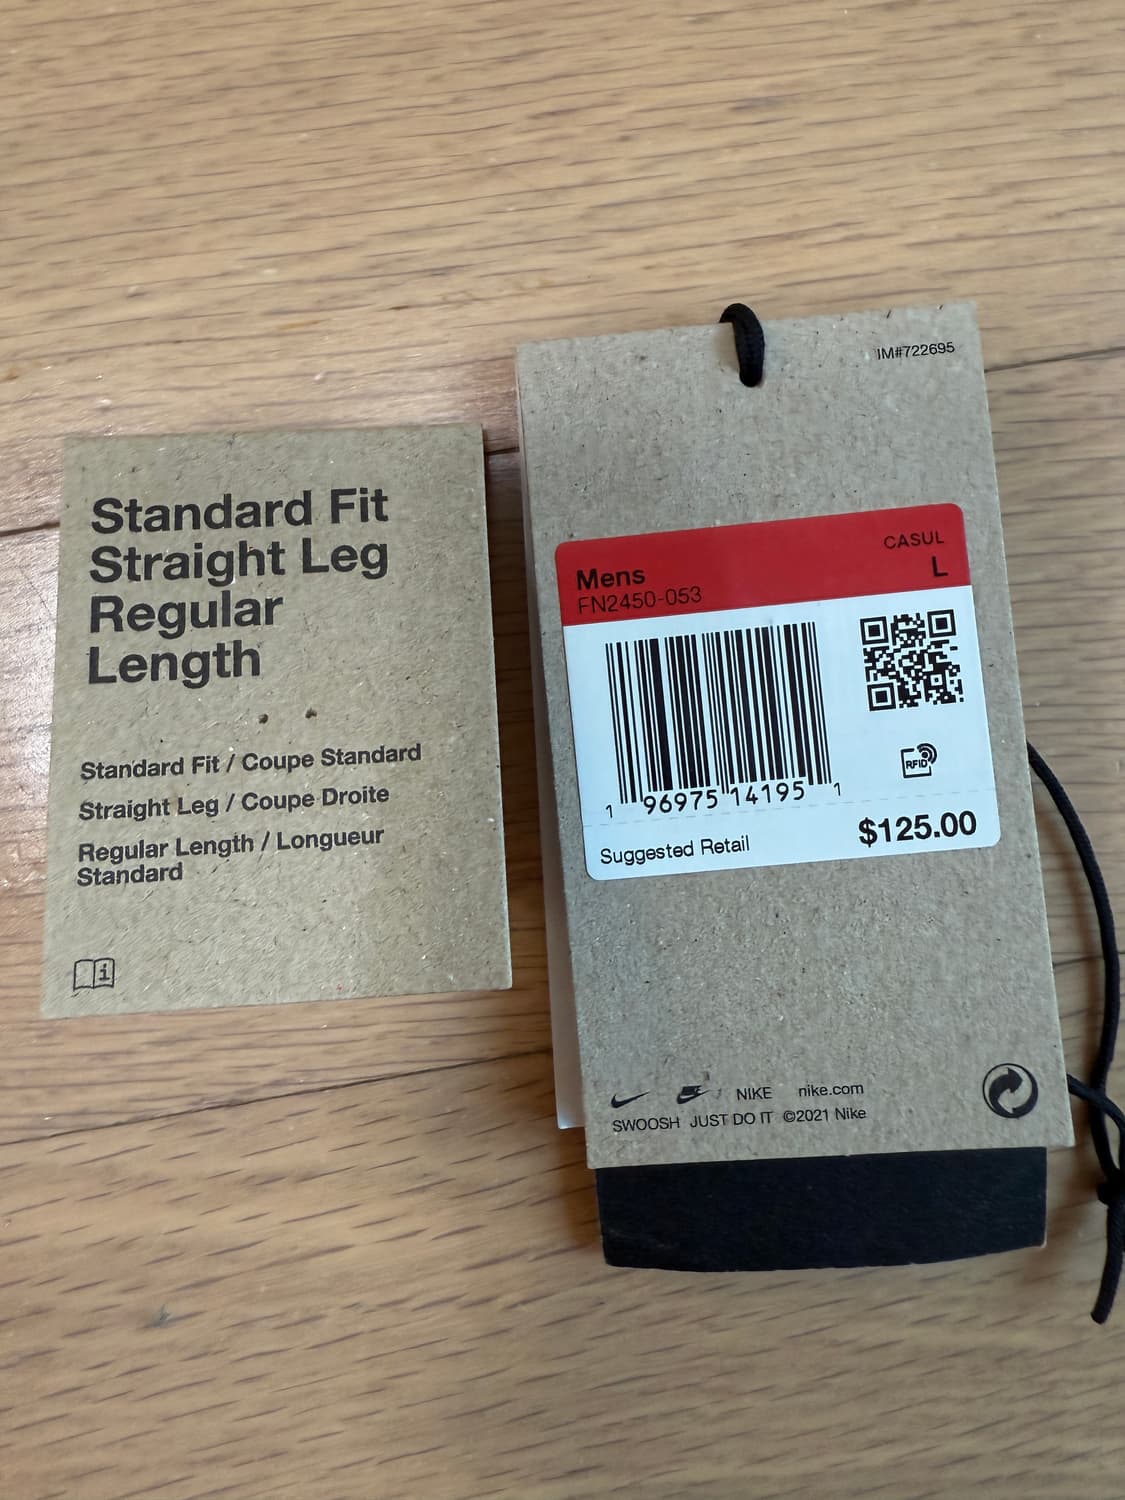 Standard Fit
Straight Leg
Regular
Length
Standard Fit / Coupe Standard
Straight Leg / Coupe Droite
Regular Length / Longueur
Standard
i
IM#722695
CASUL
Mens L
FN2450-053
RFID
1 96975 14195 1
Suggested Retail $125.00
NIKE nike.com
SWOOSH JUST DO IT ©2021 Nike